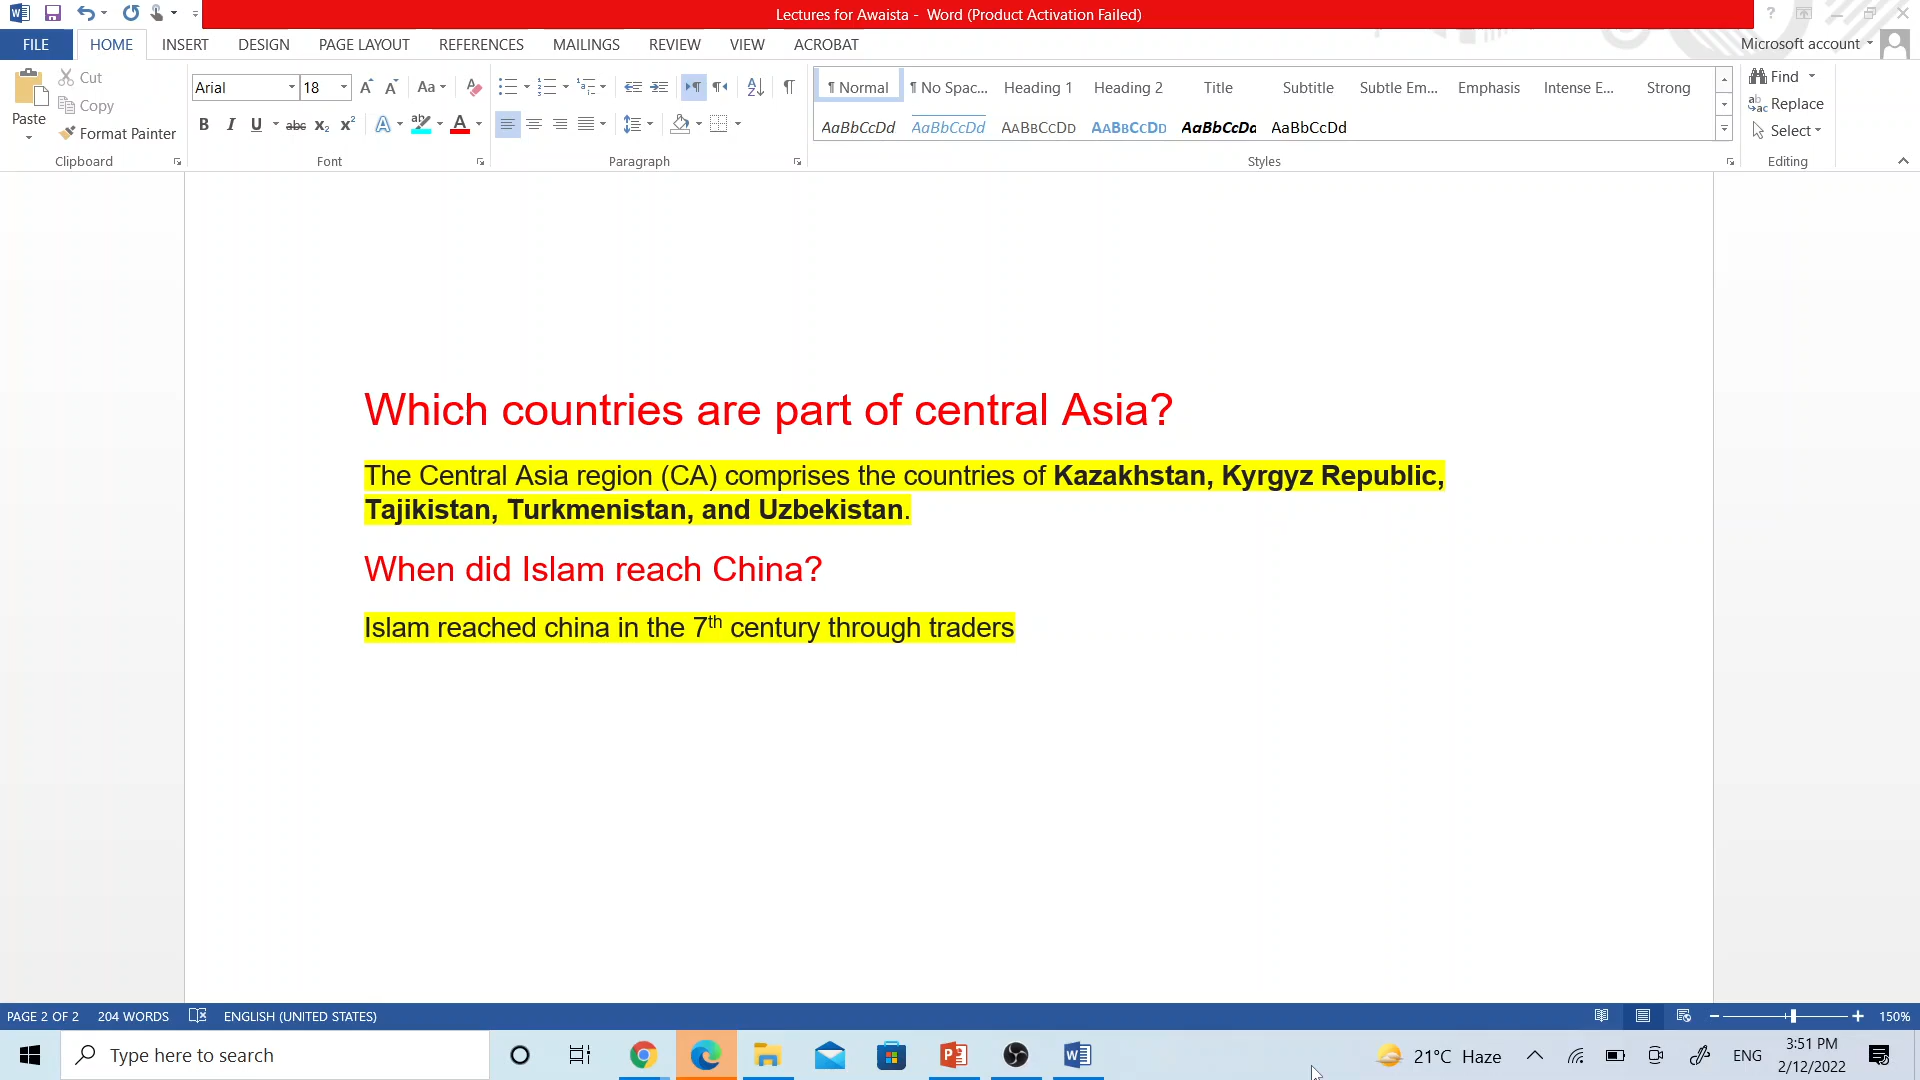 Lectures for Awaista - Word (Product Activation Failed)
FILE HOME INSERT DESIGN PAGE LAYOUT REFERENCES MAILINGS REVIEW VIEW ACROBAT Microsoft account
Paste Cut Copy Format Painter
Clipboard
Arial 18
Font
Paragraph
¶ Normal ¶ No Spac... Heading 1 Heading 2 Title Subtitle Subtle Em... Emphasis Intense E... Strong
AaBbCcDd AaBbCcDd AaBbCcDd AaBbCcDd AaBbCcDd AaBbCcDd
Styles
Find Replace Select
Editing
Which countries are part of central Asia?
The Central Asia region (CA) comprises the countries of Kazakhstan, Kyrgyz Republic,
Tajikistan, Turkmenistan, and Uzbekistan.
When did Islam reach China?
Islam reached china in the 7th century through traders
PAGE 2 OF 2 204 WORDS ENGLISH (UNITED STATES) 150%
Type here to search
21°C Haze ENG 3:51 PM
2/12/2022